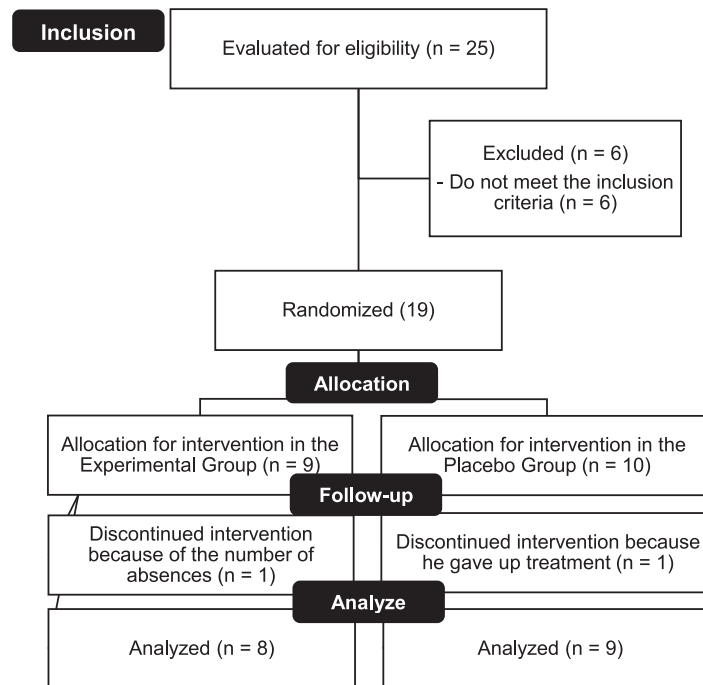 Inclusion
Evaluated for eligibility (n = 25)
Excluded (n = 6)
- Do not meet the inclusion
criteria (n = 6)
Randomized (19)
Allocation
Allocation for intervention in the
Experimental Group (n = 9)
Allocation for intervention in the
Placebo Group (n = 10)
Follow-up
Discontinued intervention
because of the number of
absences (n = 1)
Discontinued intervention because
he gave up treatment (n = 1)
Analyze
Analyzed (n = 8)
Analyzed (n = 9)